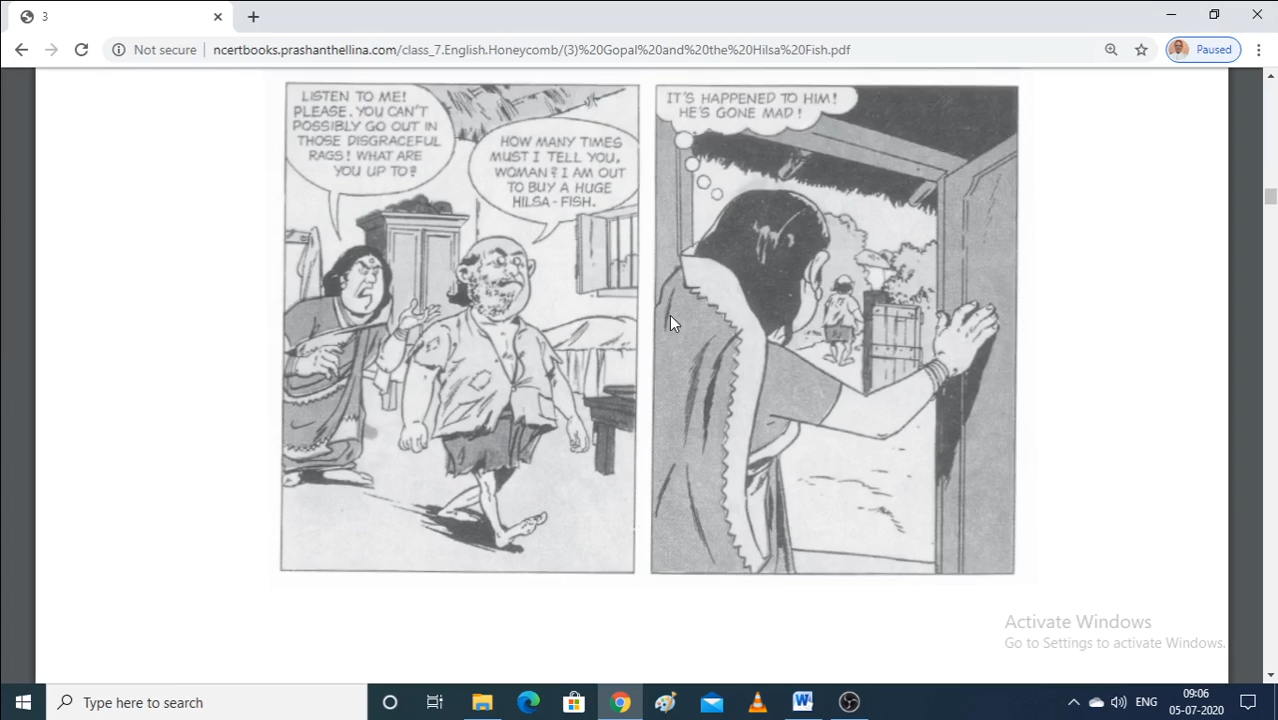 3
Not secure
ncertbooks.prashanthellina.com/class_7.English.Honeycomb/(3)%20Gopal%20and%20the%20Hilsa%20Fish.pdf
Paused
LISTEN TO ME!
PLEASE. YOU CAN'T
POSSIBLY GO OUT IN
THOSE DISGRACEFUL
RAGS! WHAT ARE
YOU UP TO?
HOW MANY TIMES
MUST I TELL YOU,
WOMAN? I AM OUT
TO BUY A HUGE
HILSA-FISH.
IT'S HAPPENED TO HIM!
HE'S GONE MAD!
Activate Windows
Go to Settings to activate Windows.
Type here to search
ENG
09:06
05-07-2020